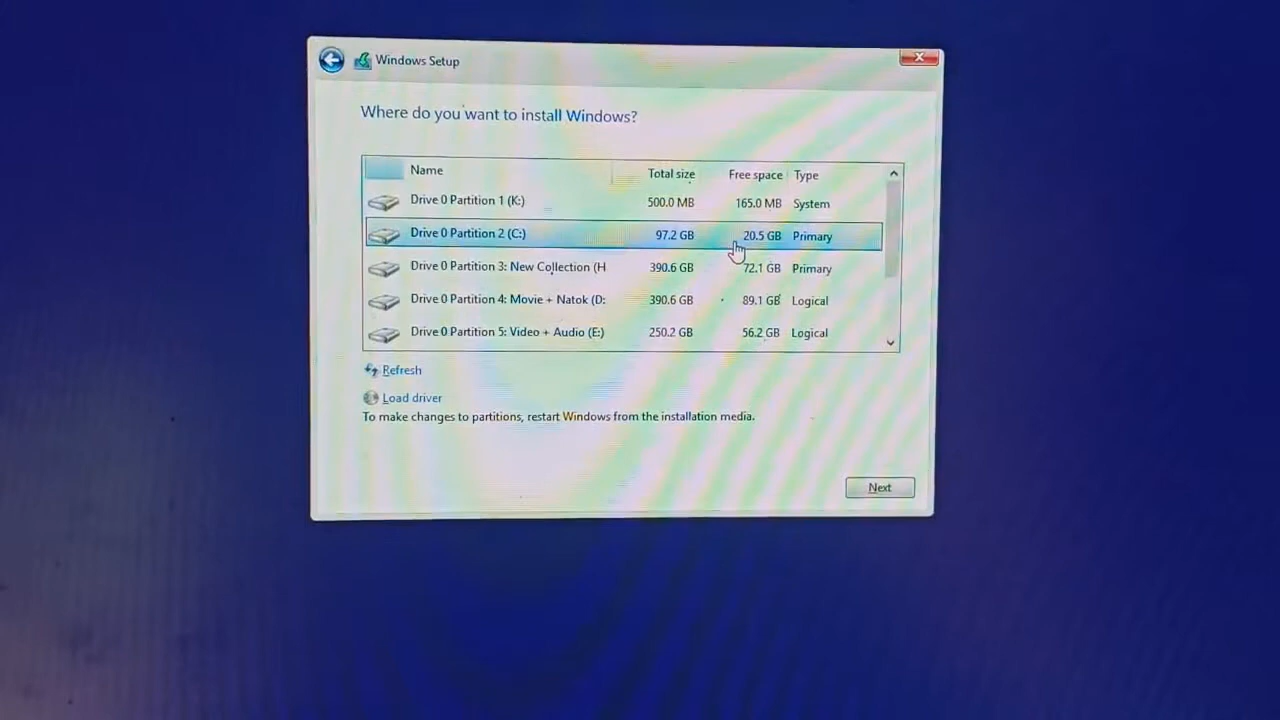 Windows Setup
Where do you want to install Windows?
Name Total size Free space Type
Drive 0 Partition 1 (K:) 500.0 MB 165.0 MB System
Drive 0 Partition 2 (C:) 97.2 GB 20.5 GB Primary
Drive 0 Partition 3: New Collection (H 390.6 GB 72.1 GB Primary
Drive 0 Partition 4: Movie + Natok (D: 390.6 GB 89.1 GB Logical
Drive 0 Partition 5: Video + Audio (E:) 250.2 GB 56.2 GB Logical
Refresh
Load driver
To make changes to partitions, restart Windows from the installation media.
Next